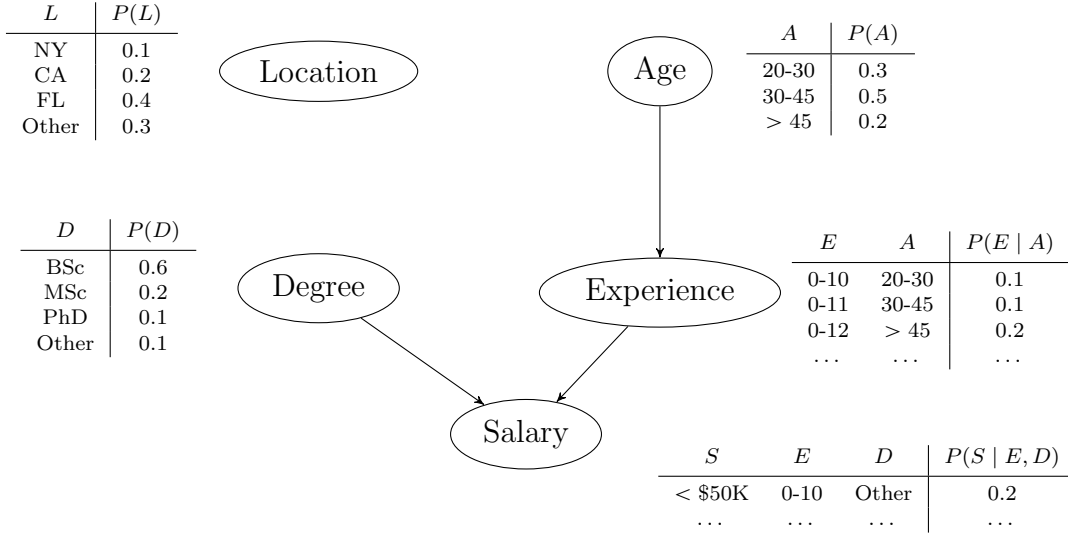 L P(L)
NY 0.1
CA 0.2
FL 0.4
Other 0.3
Location
Age
A P(A)
20-30 0.3
30-45 0.5
> 45 0.2
D P(D)
BSc 0.6
MSc 0.2
PhD 0.1
Other 0.1
Degree
Experience
E A P(E | A)
0-10 20-30 0.1
0-11 30-45 0.1
0-12 > 45 0.2
... ... ...
Salary
S E D P(S | E, D)
< $50K 0-10 Other 0.2
... ... ... ...